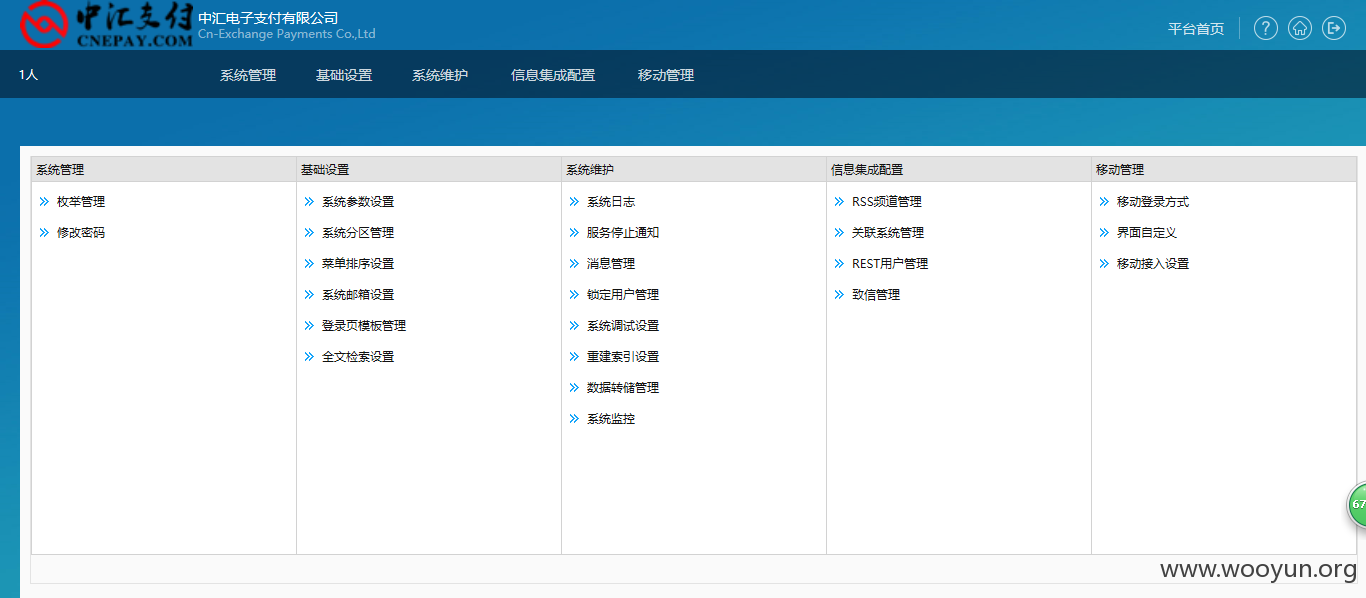 中汇支付
CNEPAY.COM
中汇电子支付有限公司
Cn-Exchange Payments Co.,Ltd
平台首页
?
1人
系统管理 基础设置 系统维护 信息集成配置 移动管理
系统管理
枚举管理
修改密码
基础设置
系统参数设置
系统分区管理
菜单排序设置
系统邮箱设置
登录页模板管理
全文检索设置
系统维护
系统日志
服务停止通知
消息管理
锁定用户管理
系统调试设置
重建索引设置
数据转储管理
系统监控
信息集成配置
RSS频道管理
关联系统管理
REST用户管理
致信管理
移动管理
移动登录方式
界面自定义
移动接入设置
67
www.wooyun.org